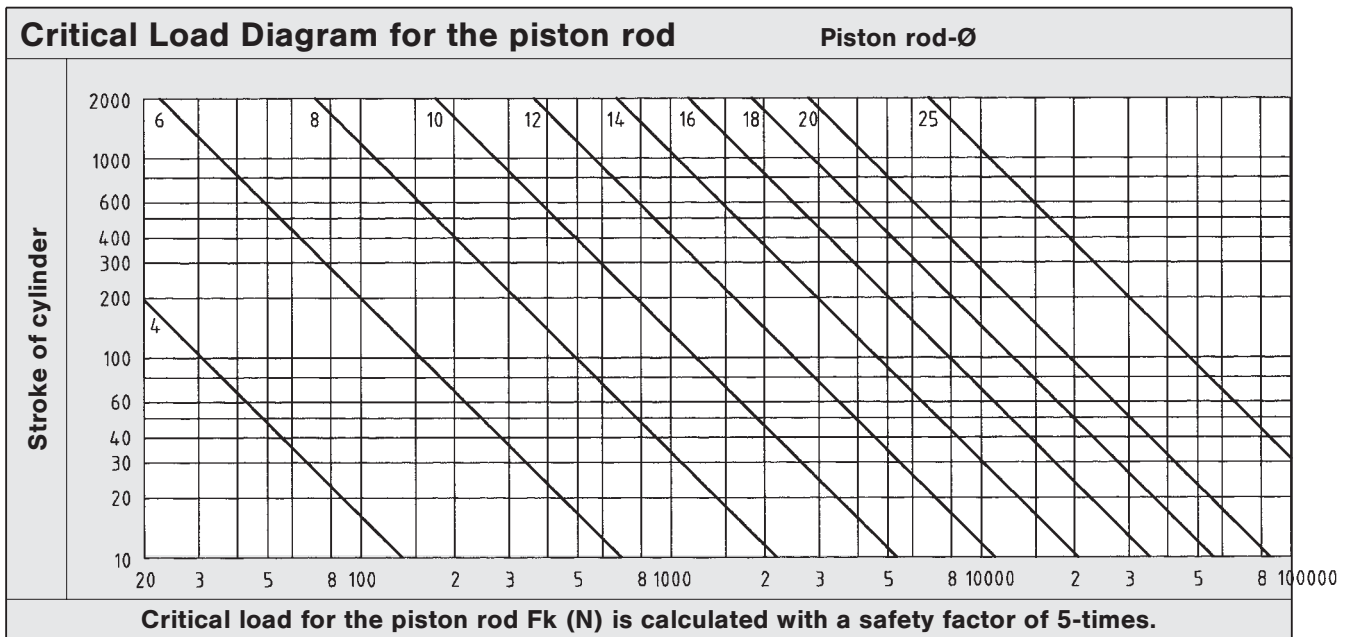 Critical Load Diagram for the piston rod Piston rod-Ø
Stroke of cylinder
2000
1000
600
400
300
200
100
60
40
30
20
10
6 8 10 12 14 16 18 20 25
4
20 3 5 8 100 2 3 5 8 1000 2 3 5 8 10000 2 3 5 8 100000
Critical load for the piston rod Fk (N) is calculated with a safety factor of 5-times.